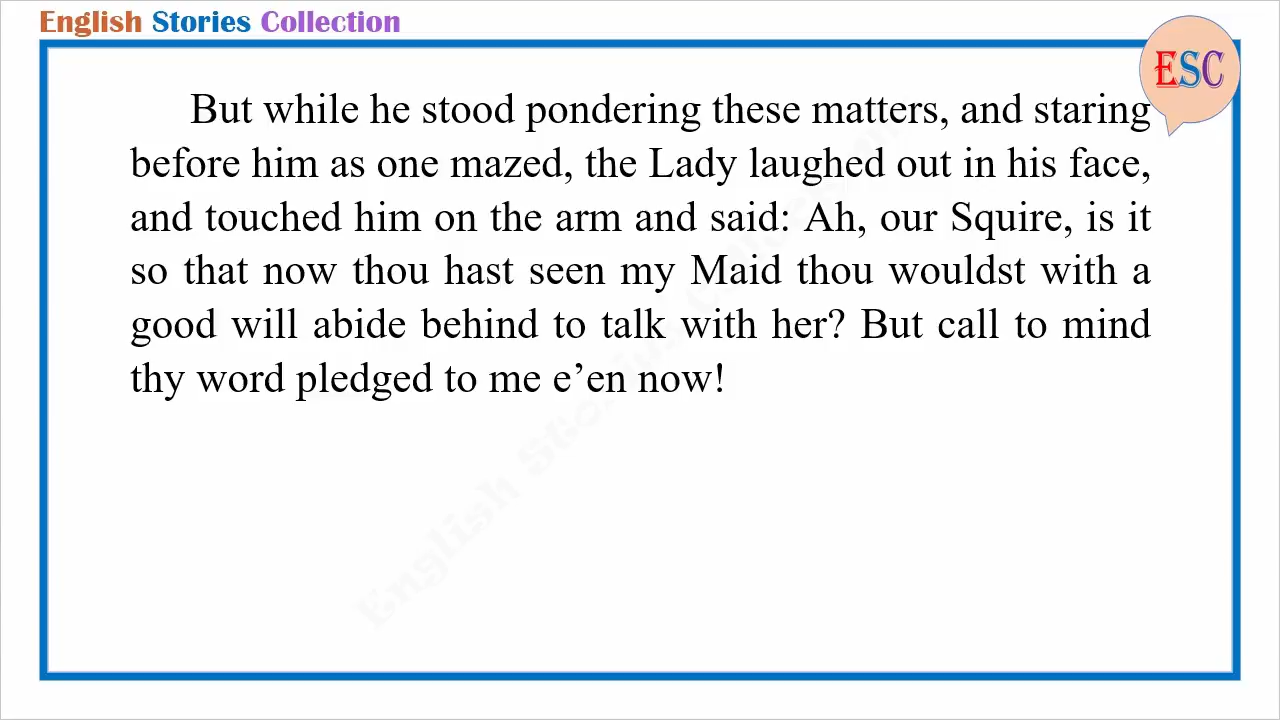 English Stories Collection
ESC
But while he stood pondering these matters, and staring
before him as one mazed, the Lady laughed out in his face,
and touched him on the arm and said: Ah, our Squire, is it
so that now thou hast seen my Maid thou wouldst with a
good will abide behind to talk with her? But call to mind
thy word pledged to me e’en now!
English Stories Collection